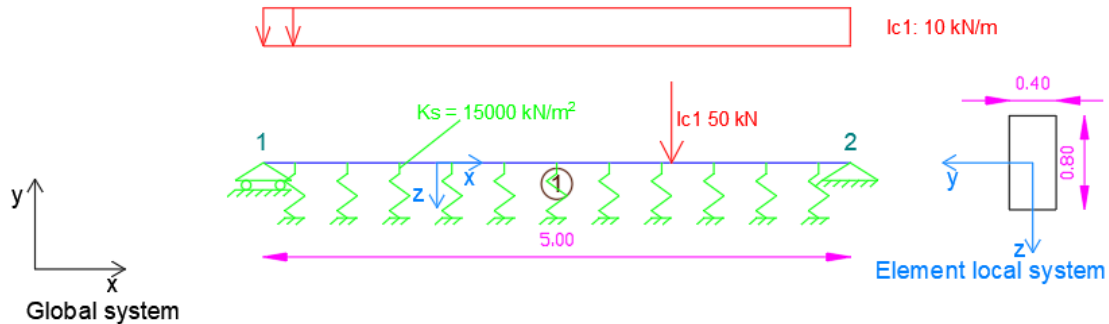 lc1: 10 kN/m
0.40
Ks = 15000 kN/m²
lc1 50 kN
1
2
x
1
z
y
0.80
y
5.00
z
x
Element local system
Global system